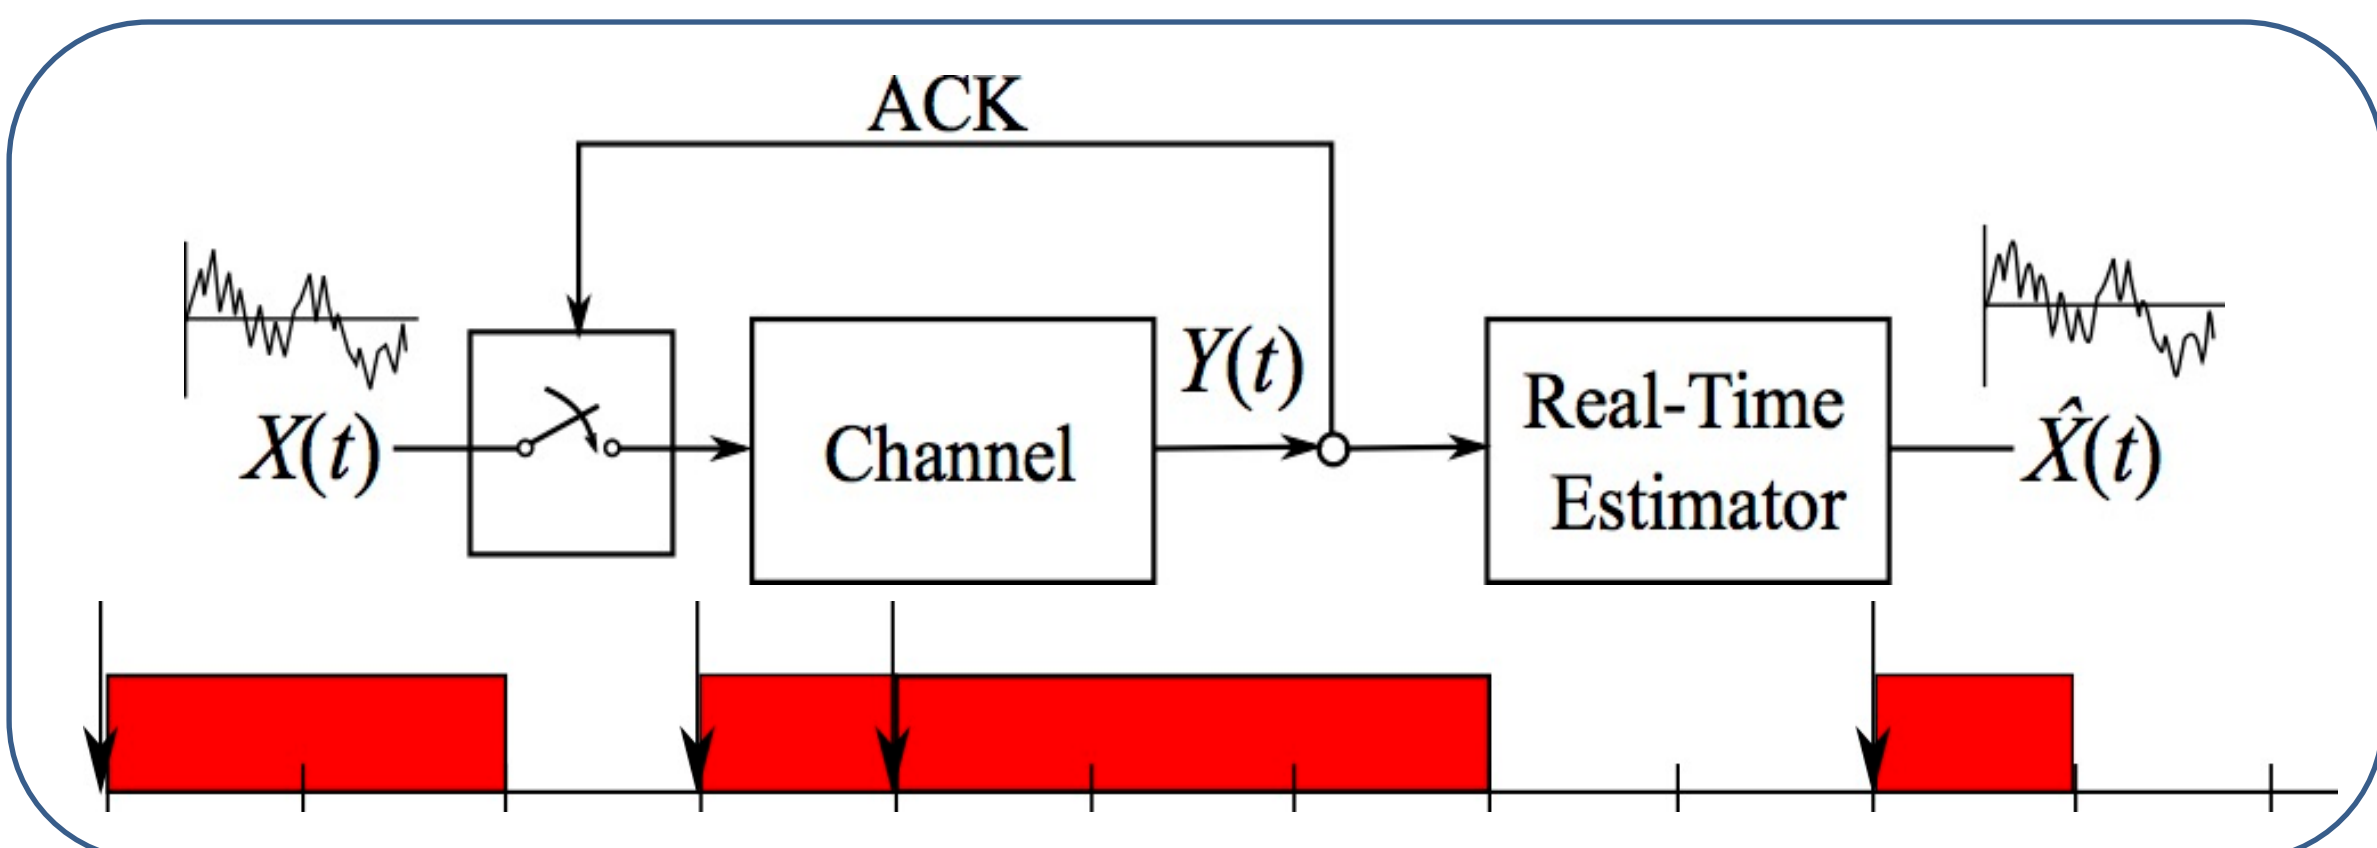 ACK
X(t)
Channel
Y(t)
Real-Time
Estimator
X̂(t)